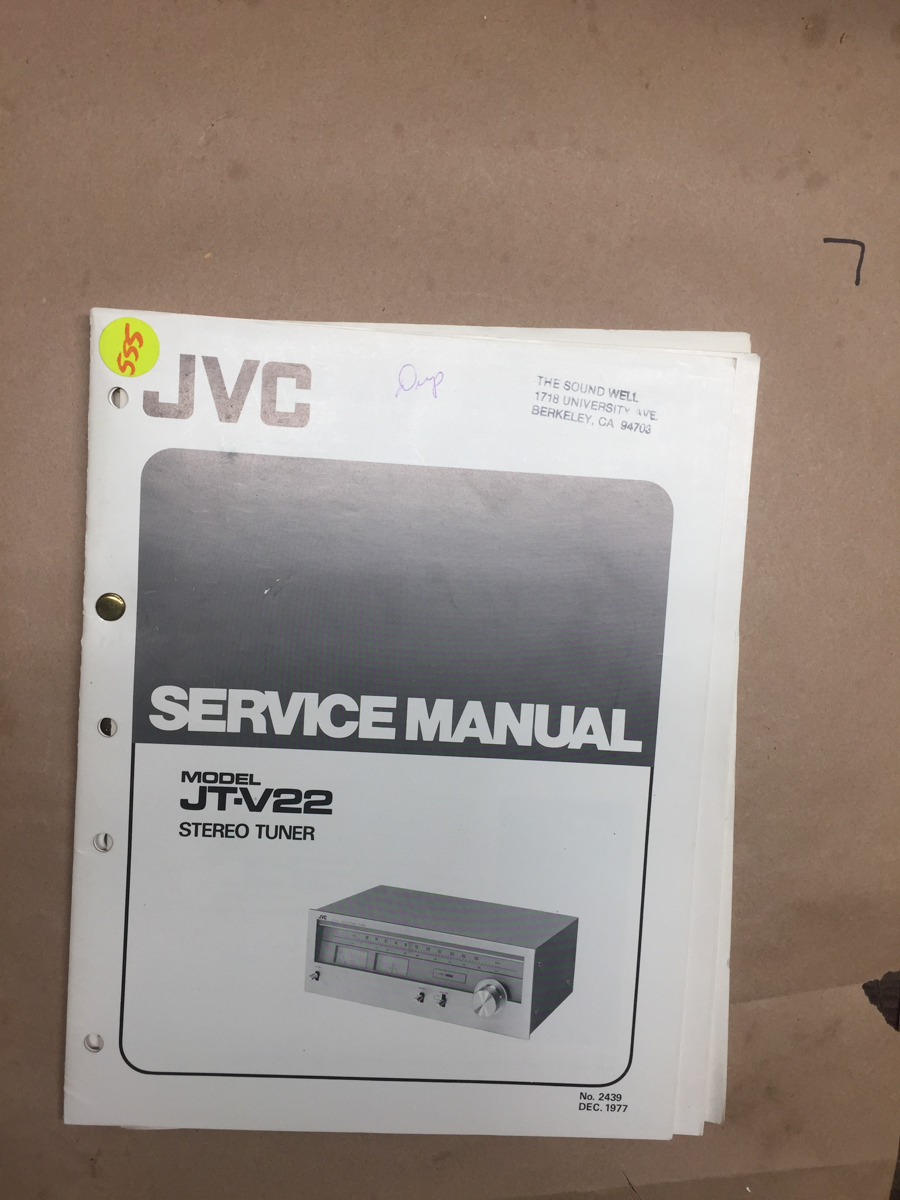 555
JVC
Dup
THE SOUND WELL
1718 UNIVERSITY AVE.
BERKELEY, CA 94703
SERVICE MANUAL
MODEL
JT-V22
STEREO TUNER
JVC
No. 2439
DEC. 1977